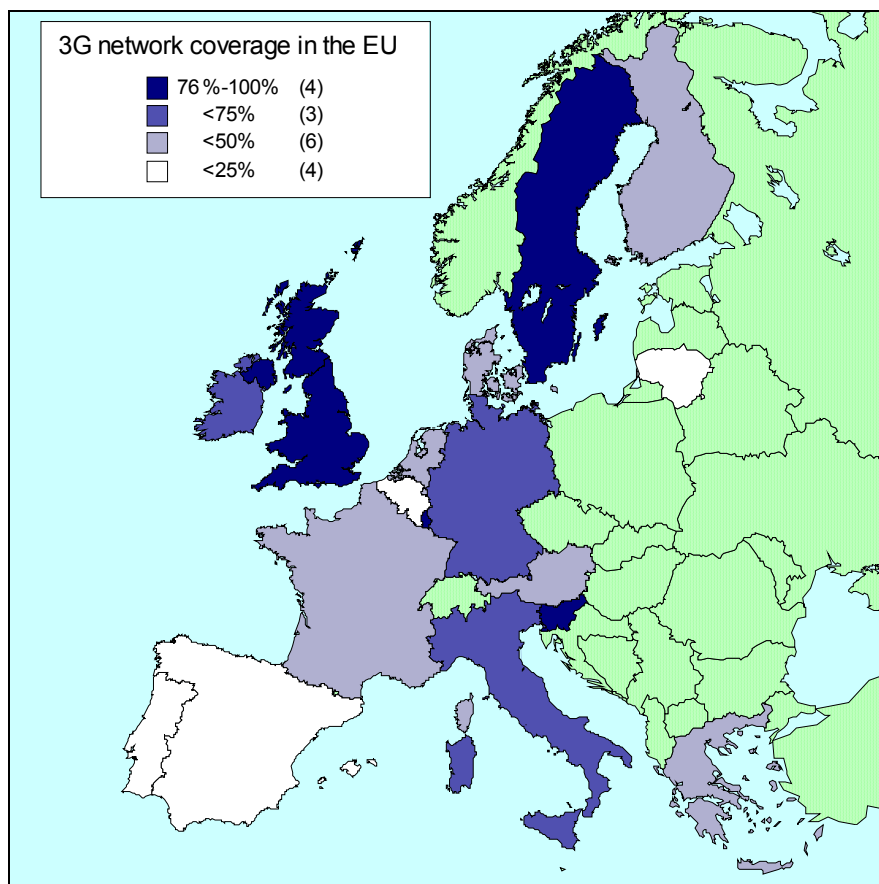 3G network coverage in the EU
76 %-100% (4)
<75% (3)
<50% (6)
<25% (4)